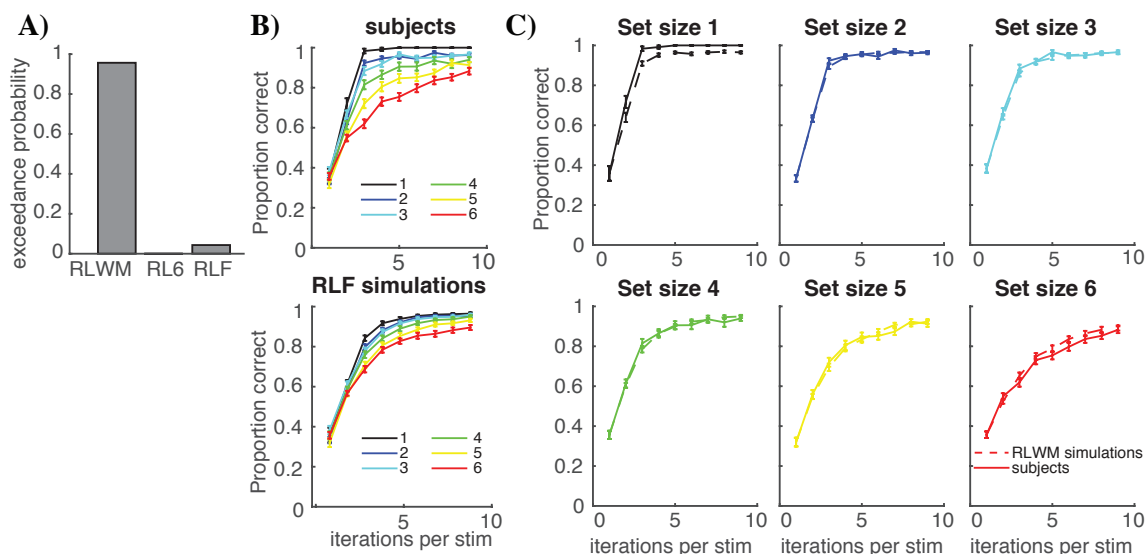 A)
exceedance probability
1
0.8
0.6
0.4
0.2
0
RLWM RL6 RLF
B)
subjects
Proportion correct
1
0.8
0.6
0.4
0.2
0
1 4
2 5
3 6
5 10
RLF simulations
Proportion correct
1
0.8
0.6
0.4
0.2
0
1 4
2 5
3 6
5 10
iterations per stim
C)
Set size 1 Set size 2 Set size 3
Proportion correct
1
0.8
0.6
0.4
0.2
0
0 5 10 0 5 10 0 5 10
Set size 4 Set size 5 Set size 6
1
0.8
0.6
0.4
0.2
0
RLWM simulations
subjects
0 5 10 0 5 10 0 5 10
iterations per stim iterations per stim iterations per stim